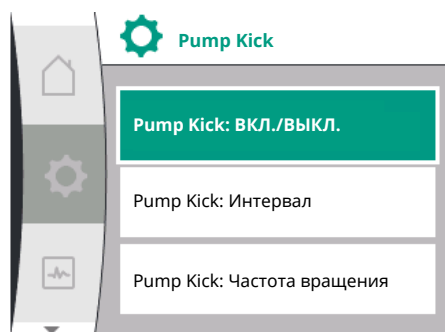 Pump Kick
Pump Kick: ВКЛ./ВЫКЛ.
Pump Kick: Интервал
Pump Kick: Частота вращения